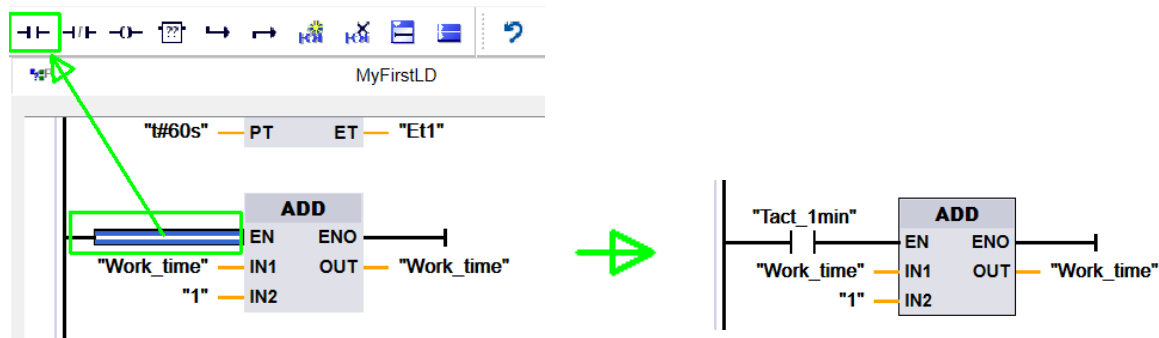 ??
MyFirstLD
"t#60s" PT ET "Et1"
ADD
EN ENO
"Work_time" IN1 OUT "Work_time"
"1" IN2
"Tact_1min"
ADD
EN ENO
"Work_time" IN1 OUT "Work_time"
"1" IN2